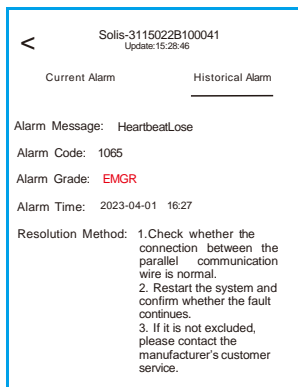 <
Solis-3115022B100041
Update:15:28:46
Current Alarm Historical Alarm
Alarm Message: HeartbeatLose
Alarm Code: 1065
Alarm Grade: EMGR
Alarm Time: 2023-04-01 16:27
Resolution Method: 1.Check whether the
connection between the
parallel communication
wire is normal.
2. Restart the system and
confirm whether the fault
continues.
3. If it is not excluded,
please contact the
manufacturer's customer
service.